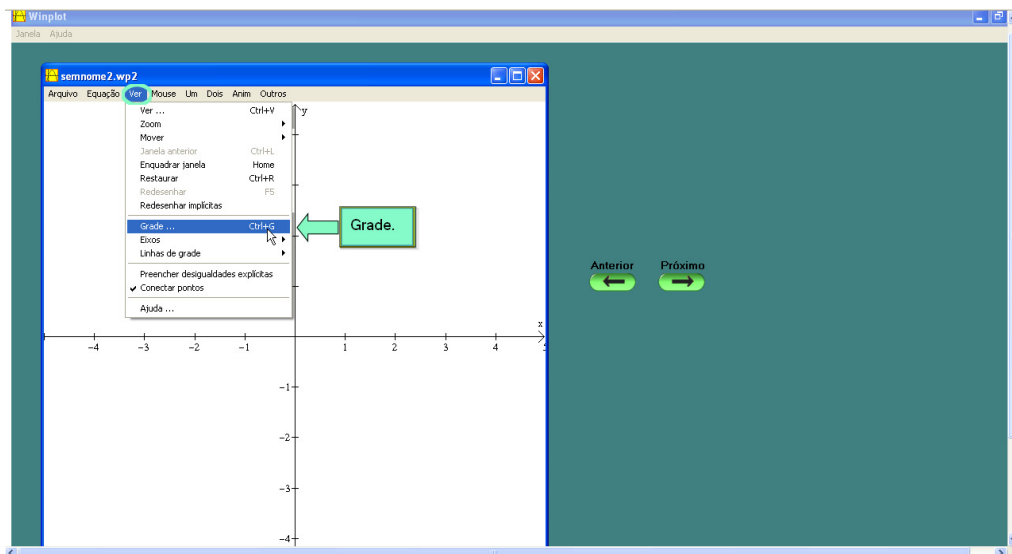 Winplot
Janela Ajuda
semnome2.wp2
Arquivo Equação Ver Mouse Um Dois Anim Outros
Ver ... Ctrl+V
Zoom
Mover
Janela anterior Ctrl+L
Enquadrar janela Home
Restaurar Ctrl+R
Redesenhar F5
Redesenhar implícitas
Grade ... Ctrl+G
Eixos
Linhas de grade
Preencher desigualdades explícitas
Conectar pontos
Ajuda ...
y
Grade.
Anterior Próximo
x
-4 -3 -2 -1 1 2 3 4
-1
-2
-3
-4